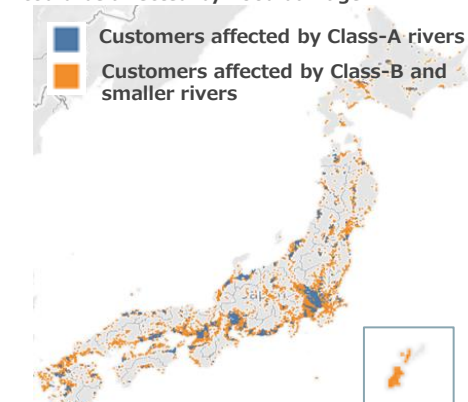 Customers affected by Class-A rivers
Customers affected by Class-B and
smaller rivers